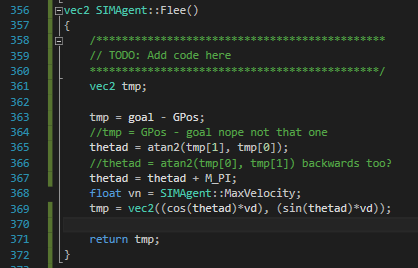 356 vec2 SIMAgent::Flee()
357 {
358 /*********************************************
359 // TODO: Add code here
360 *********************************************/
361 vec2 tmp;
362
363 tmp = goal - GPos;
364 //tmp = GPos - goal nope not that one
365 thetad = atan2(tmp[1], tmp[0]);
366 //thetad = atan2(tmp[0], tmp[1]) backwards too?
367 thetad = thetad + M_PI;
368 float vn = SIMAgent::MaxVelocity;
369 tmp = vec2((cos(thetad)*vd), (sin(thetad)*vd));
370
371 return tmp;
372 }